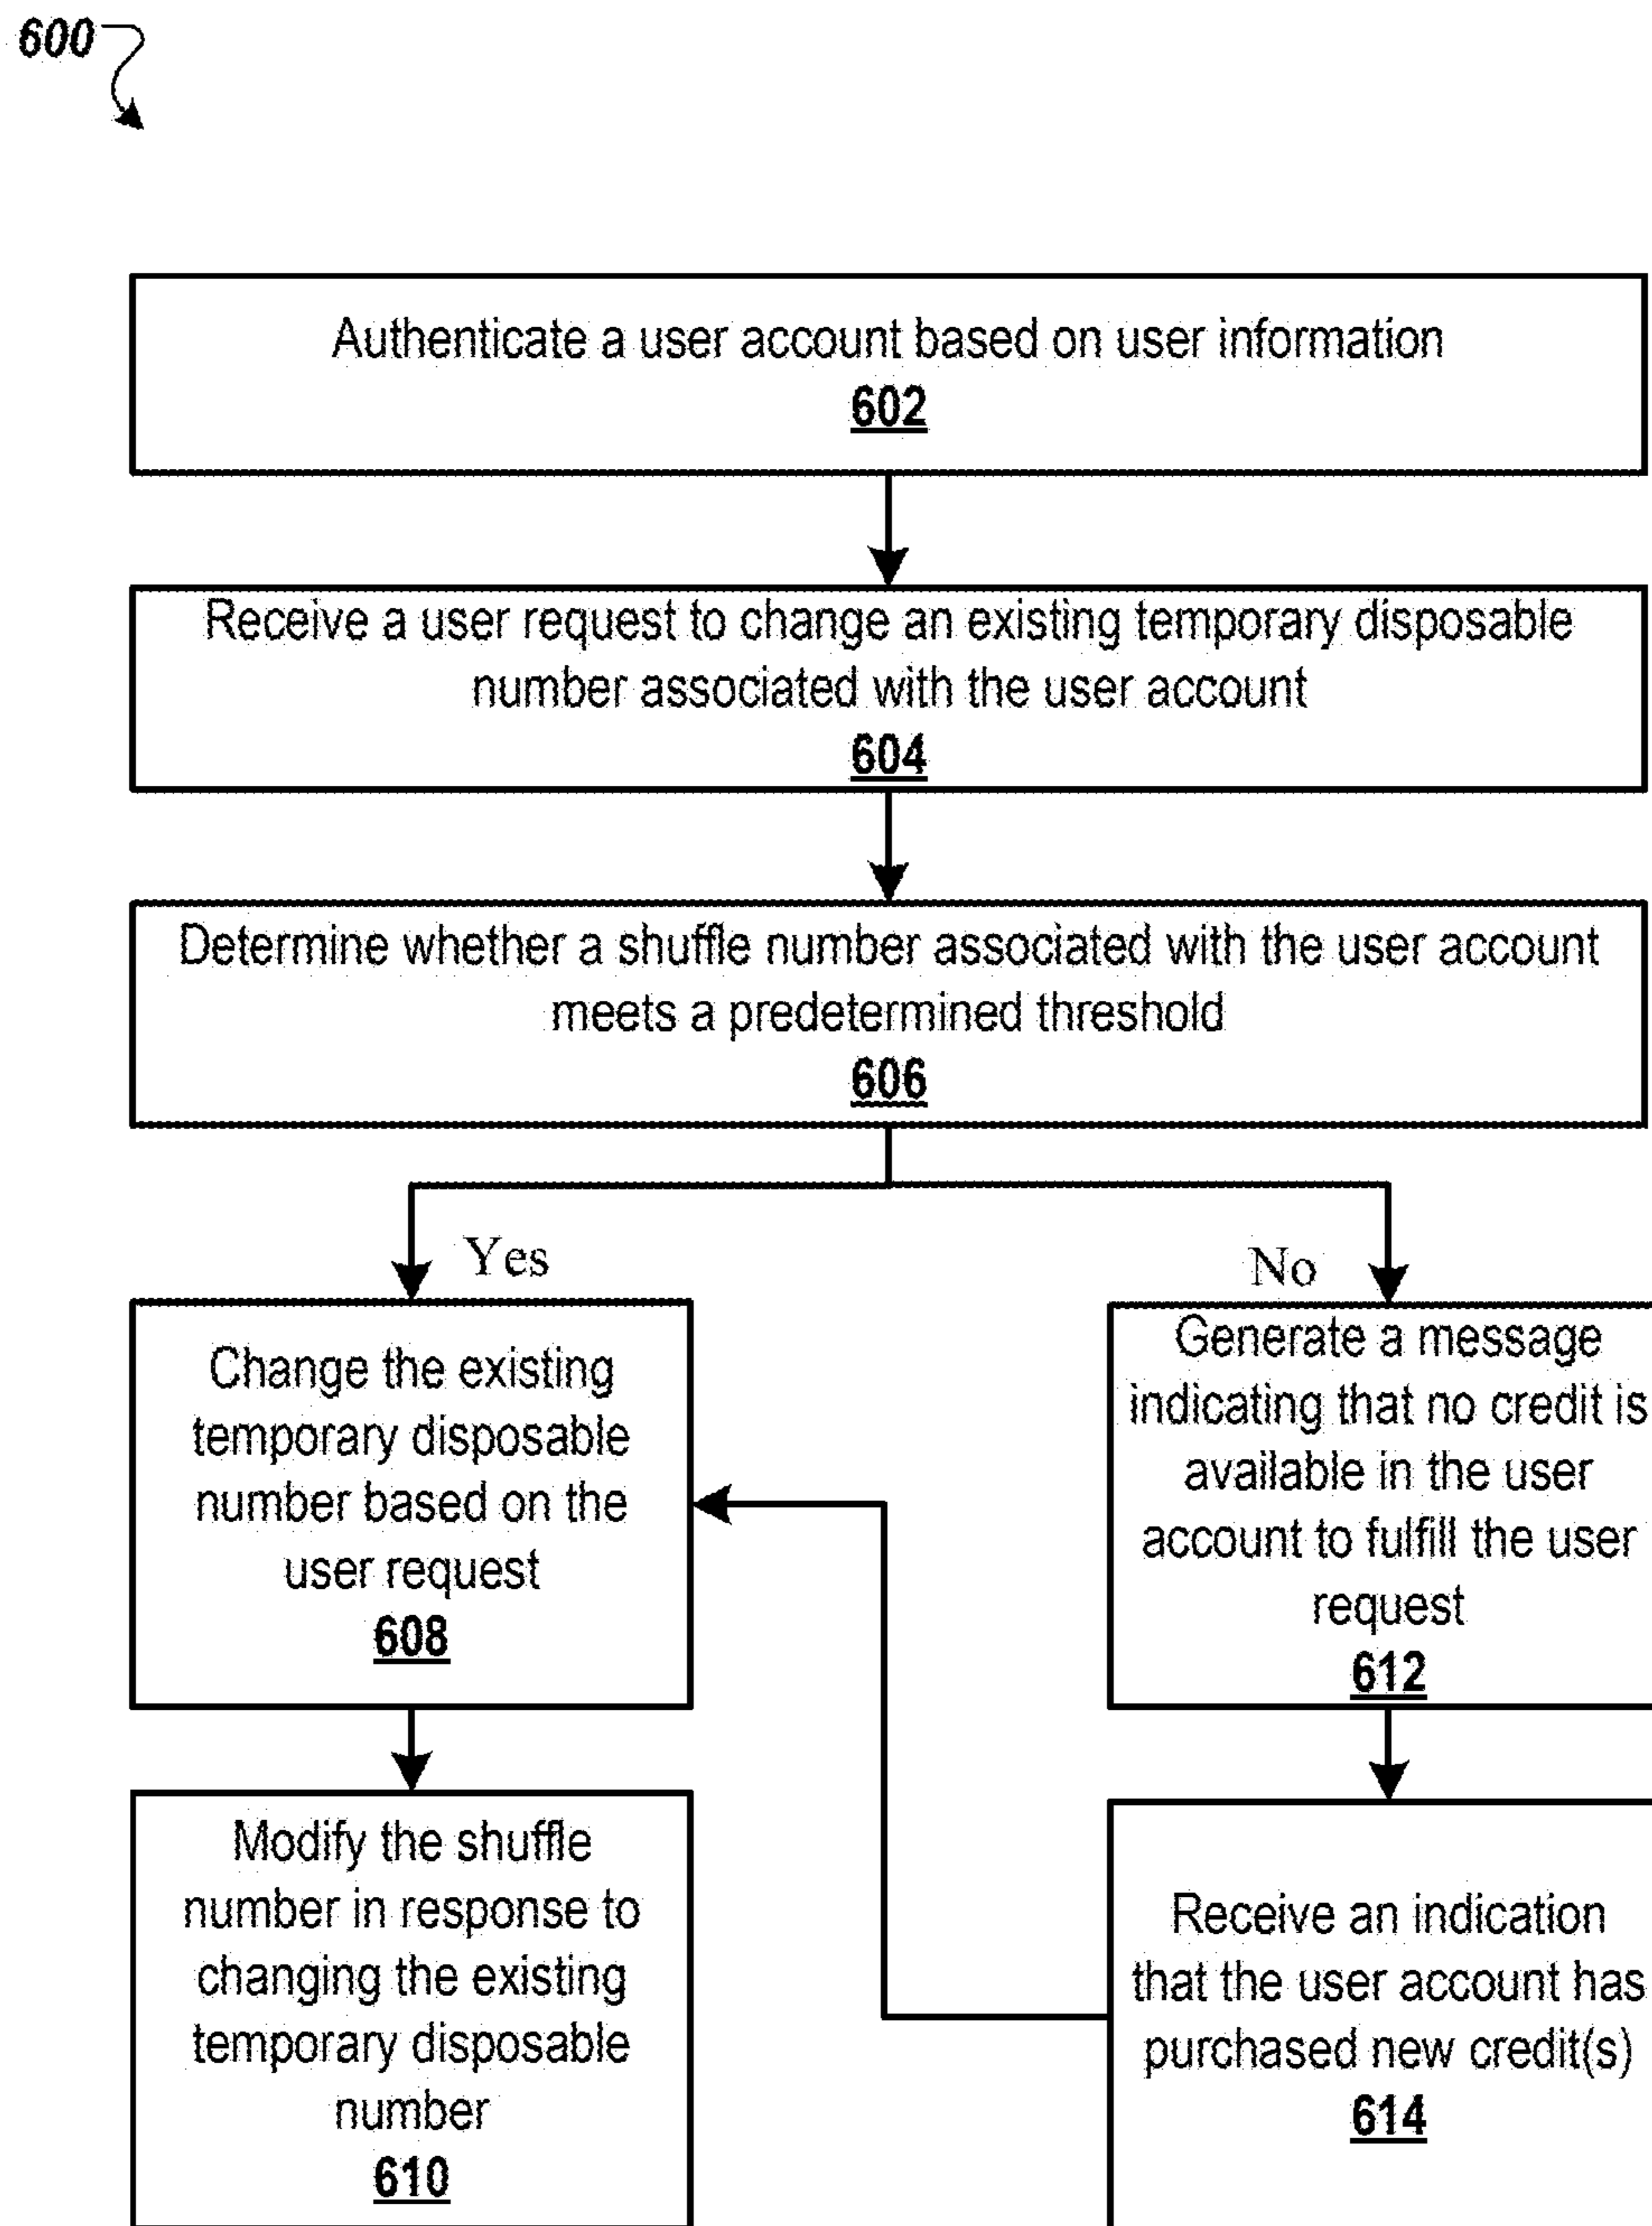 600
Authenticate a user account based on user information
602
Receive a user request to change an existing temporary disposable
number associated with the user account
604
Determine whether a shuffle number associated with the user account
meets a predetermined threshold
606
Yes
No
Change the existing
temporary disposable
number based on the
user request
608
Generate a message
indicating that no credit is
available in the user
account to fulfill the user
request
612
Modify the shuffle
number in response to
changing the existing
temporary disposable
number
610
Receive an indication
that the user account has
purchased new credit(s)
614